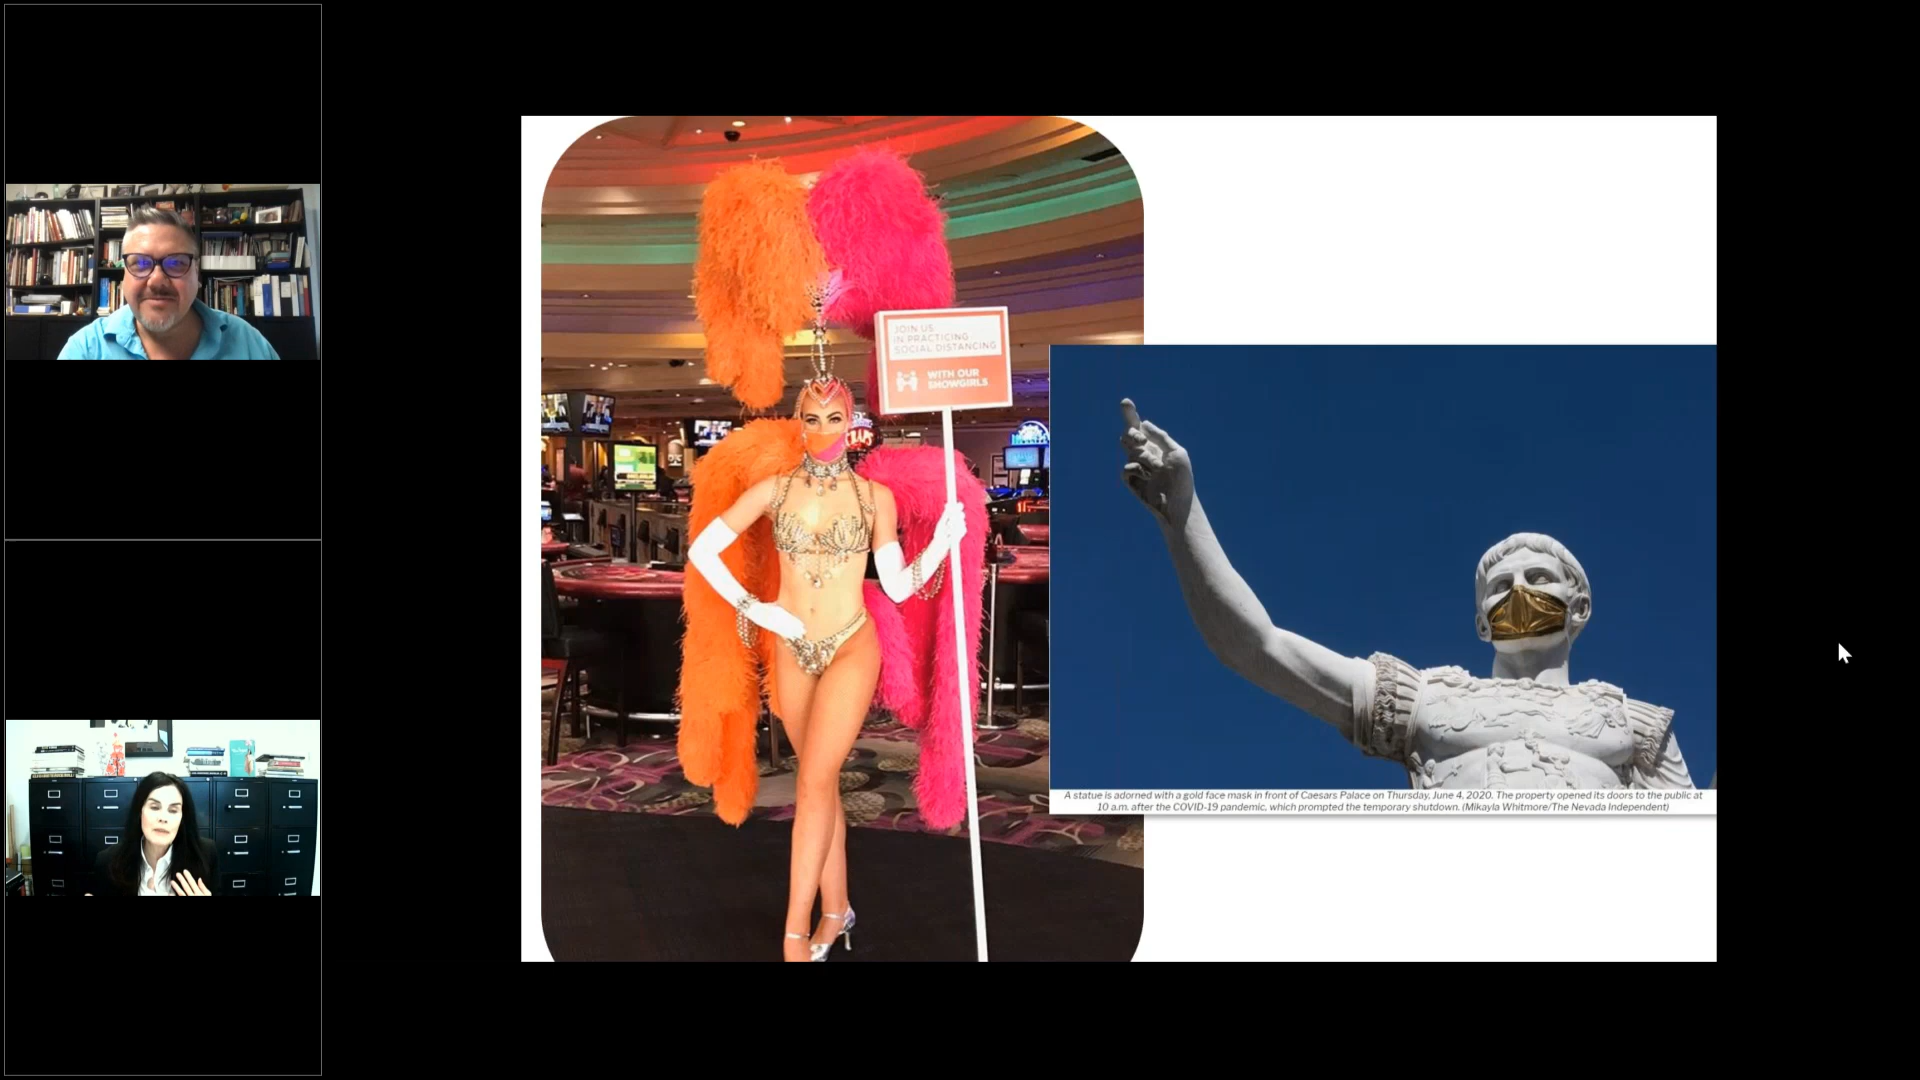 JOIN US
IN PRACTICING
SOCIAL DISTANCING
WITH OUR
SHOWGIRLS
CRAPS
A statue is adorned with a gold face mask in front of Caesars Palace on Thursday, June 4, 2020. The property opened its doors to the public at
10 a.m. after the COVID-19 pandemic, which prompted the temporary shutdown. (Mikayla Whitmore/The Nevada Independent)